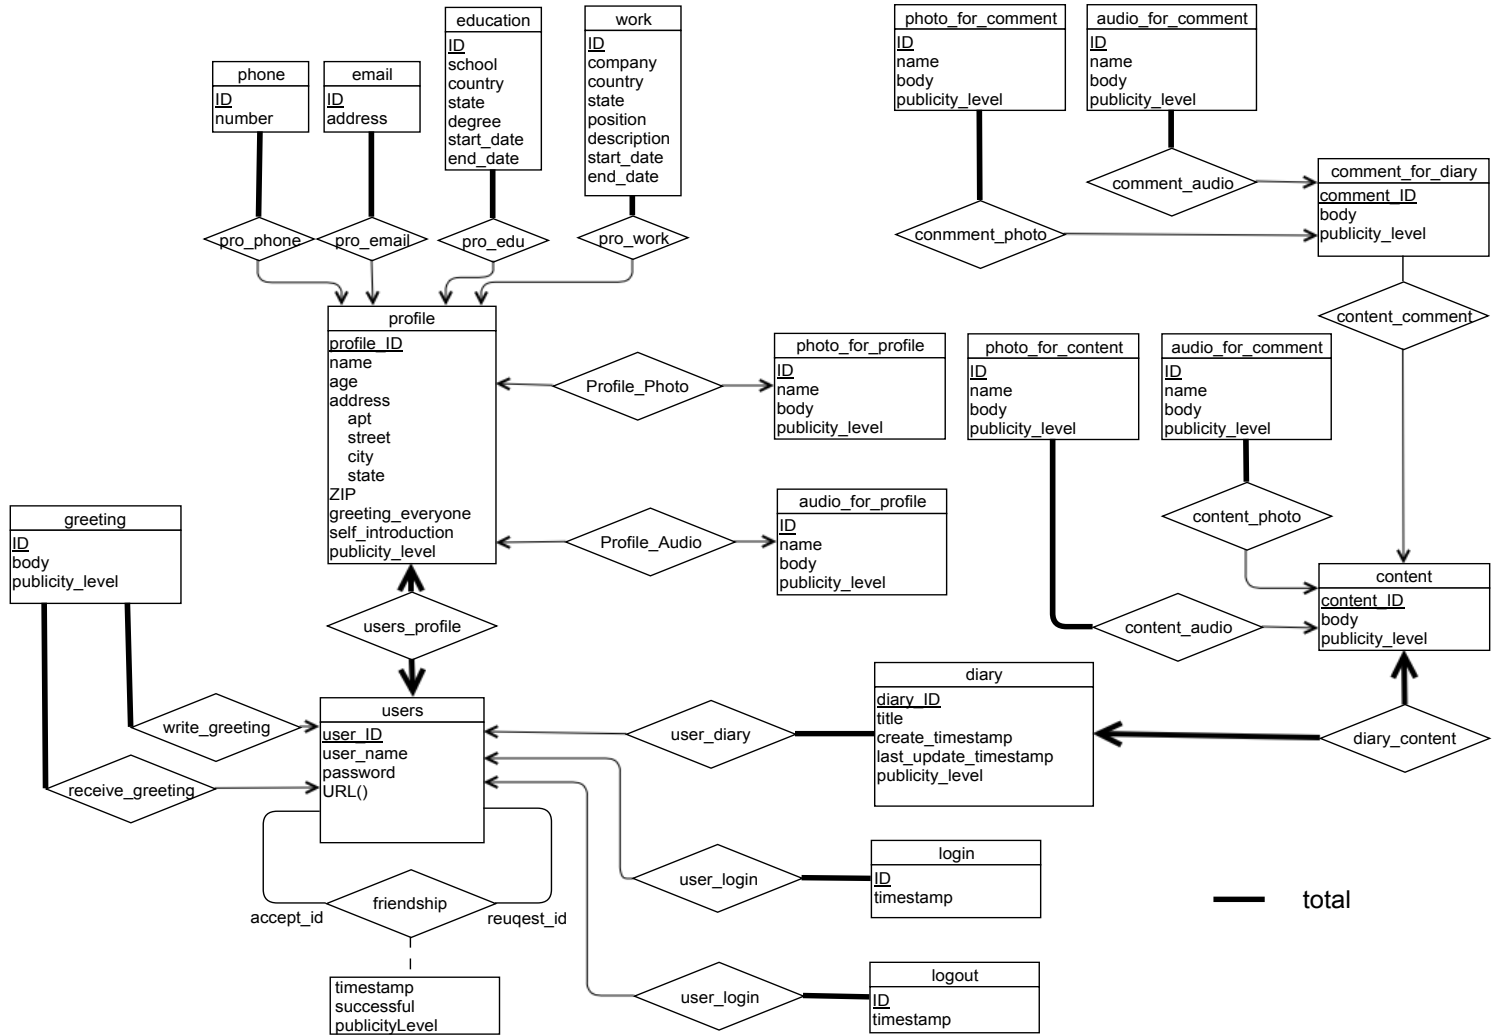 education
ID
school
country
state
degree
start_date
end_date
work
ID
company
country
state
position
description
start_date
end_date
photo_for_comment
ID
name
body
publicity_level
audio_for_comment
ID
name
body
publicity_level
phone
ID
number
email
ID
address
comment_for_diary
comment_ID
body
publicity_level
comment_audio
conmment_photo
pro_phone
pro_email
pro_edu
pro_work
content_comment
profile
profile_ID
name
age
address
apt
street
city
state
ZIP
greeting_everyone
self_introduction
publicity_level
Profile_Photo
photo_for_profile
ID
name
body
publicity_level
photo_for_content
ID
name
body
publicity_level
audio_for_comment
ID
name
body
publicity_level
Profile_Audio
audio_for_profile
ID
name
body
publicity_level
content_photo
greeting
ID
body
publicity_level
content
content_ID
body
publicity_level
content_audio
users_profile
write_greeting
receive_greeting
users
user_ID
user_name
password
URL()
user_diary
diary
diary_ID
title
create_timestamp
last_update_timestamp
publicity_level
diary_content
user_login
login
ID
timestamp
total
friendship
accept_id
reuqest_id
timestamp
successful
publicityLevel
user_login
logout
ID
timestamp